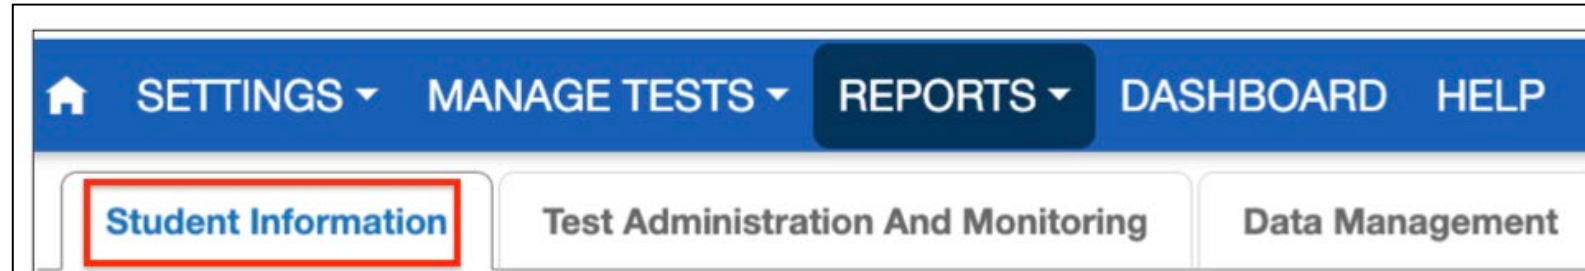 SETTINGS MANAGE TESTS REPORTS DASHBOARD HELP
Student Information Test Administration And Monitoring Data Management